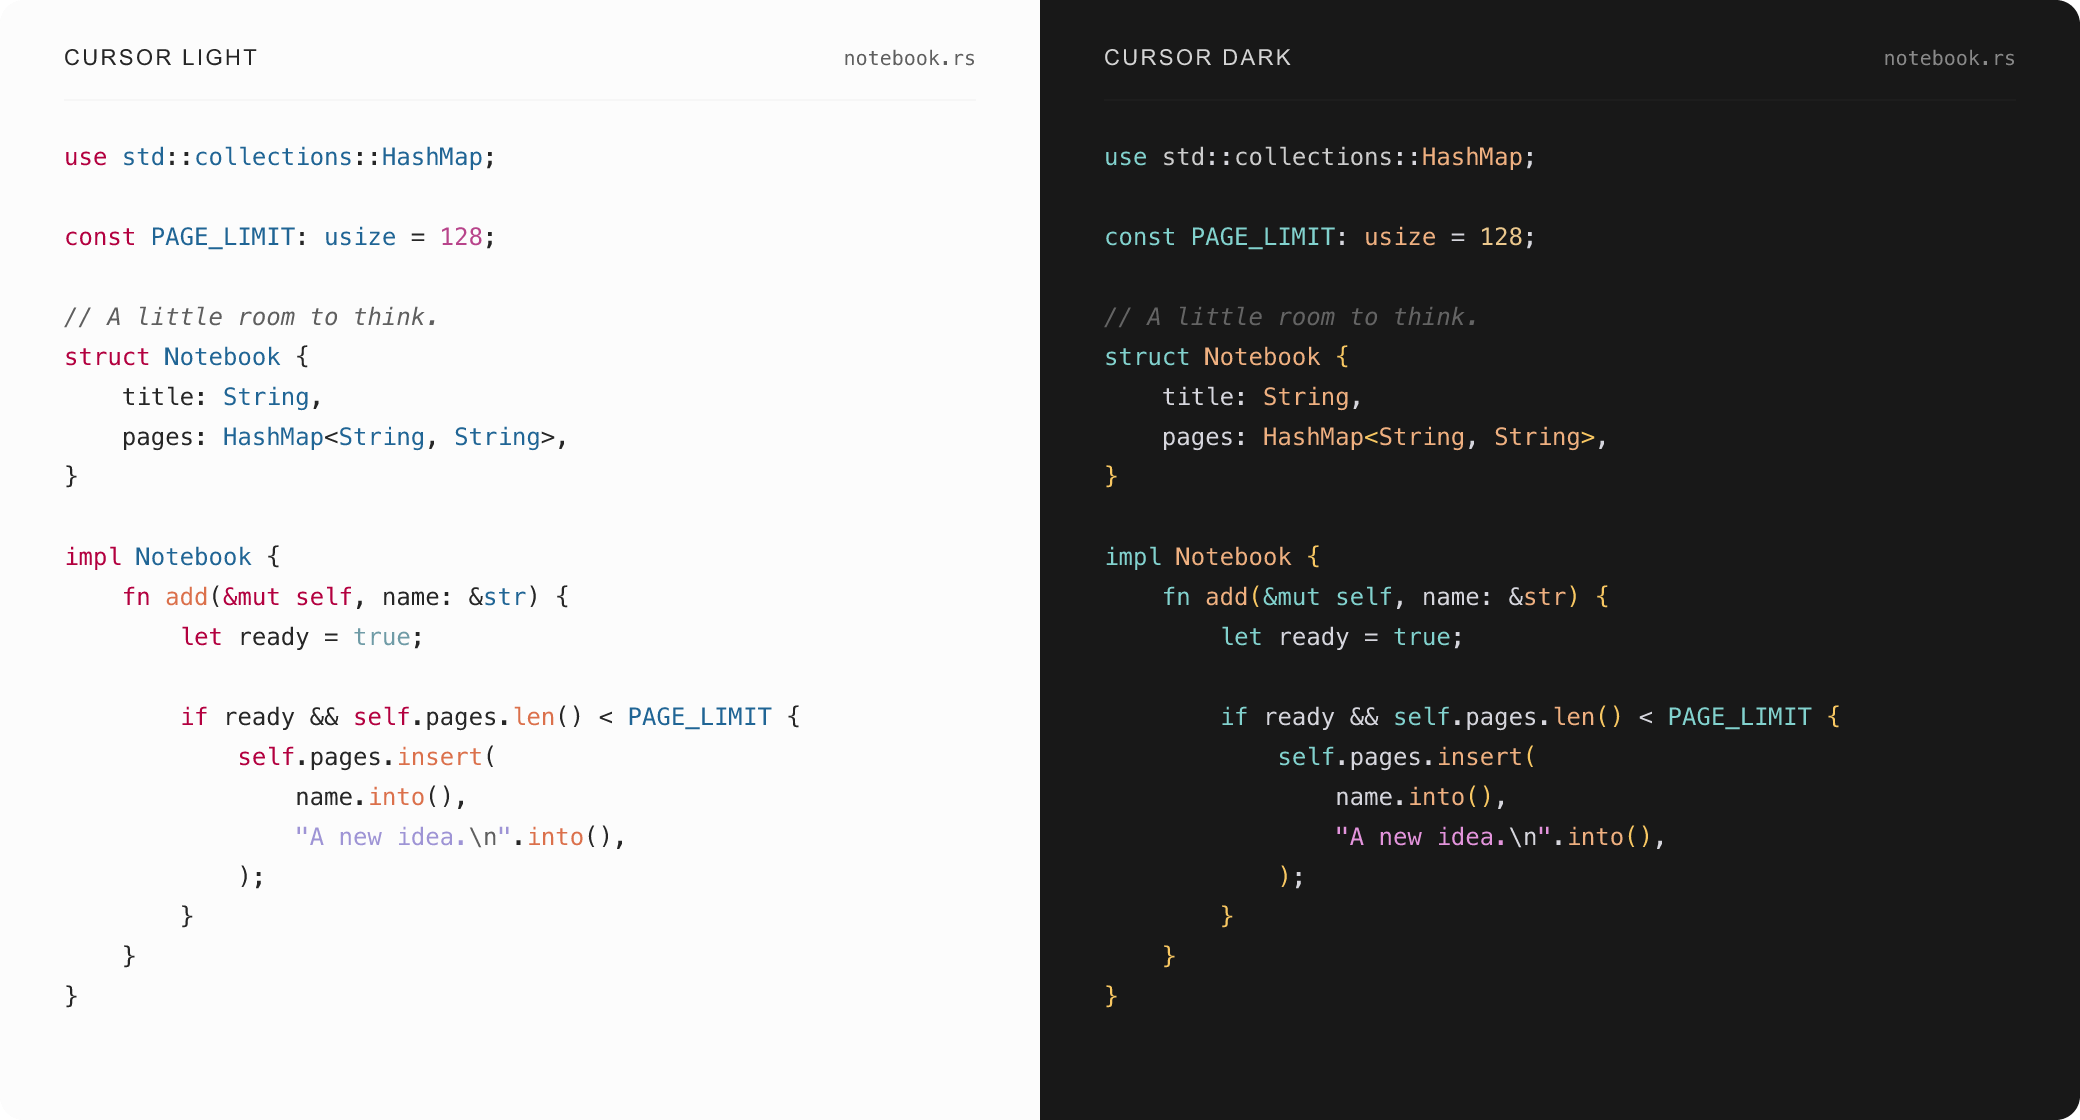 CURSOR LIGHT
notebook.rs
use std::collections::HashMap;
const PAGE_LIMIT: usize = 128;
// A little room to think.
struct Notebook {
    title: String,
    pages: HashMap<String, String>,
}
impl Notebook {
    fn add(&mut self, name: &str) {
        let ready = true;
        if ready && self.pages.len() < PAGE_LIMIT {
            self.pages.insert(
                name.into(),
                "A new idea.\n".into(),
            );
        }
    }
}
CURSOR DARK
notebook.rs
use std::collections::HashMap;
const PAGE_LIMIT: usize = 128;
// A little room to think.
struct Notebook {
    title: String,
    pages: HashMap<String, String>,
}
impl Notebook {
    fn add(&mut self, name: &str) {
        let ready = true;
        if ready && self.pages.len() < PAGE_LIMIT {
            self.pages.insert(
                name.into(),
                "A new idea.\n".into(),
            );
        }
    }
}